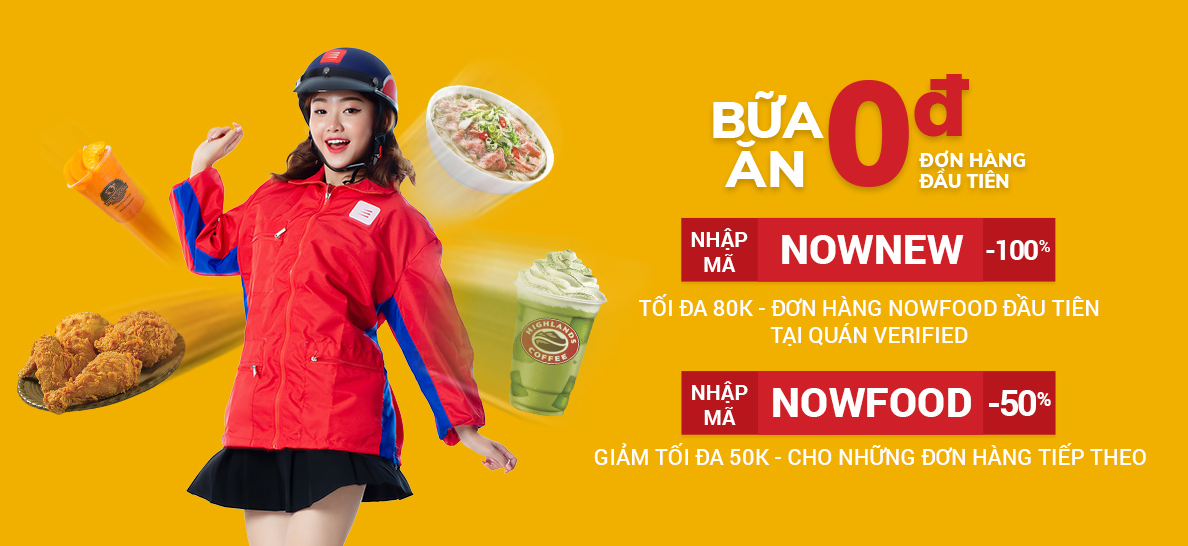 BỮA
ĂN
0đ
ĐƠN HÀNG
ĐẦU TIÊN
NHẬP
MÃ
NOWNEW
-100%
TỐI ĐA 80K - ĐƠN HÀNG NOWFOOD ĐẦU TIÊN
TẠI QUÁN VERIFIED
NHẬP
MÃ
NOWFOOD
-50%
GIẢM TỐI ĐA 50K - CHO NHỮNG ĐƠN HÀNG TIẾP THEO
HIGHLANDS
COFFEE